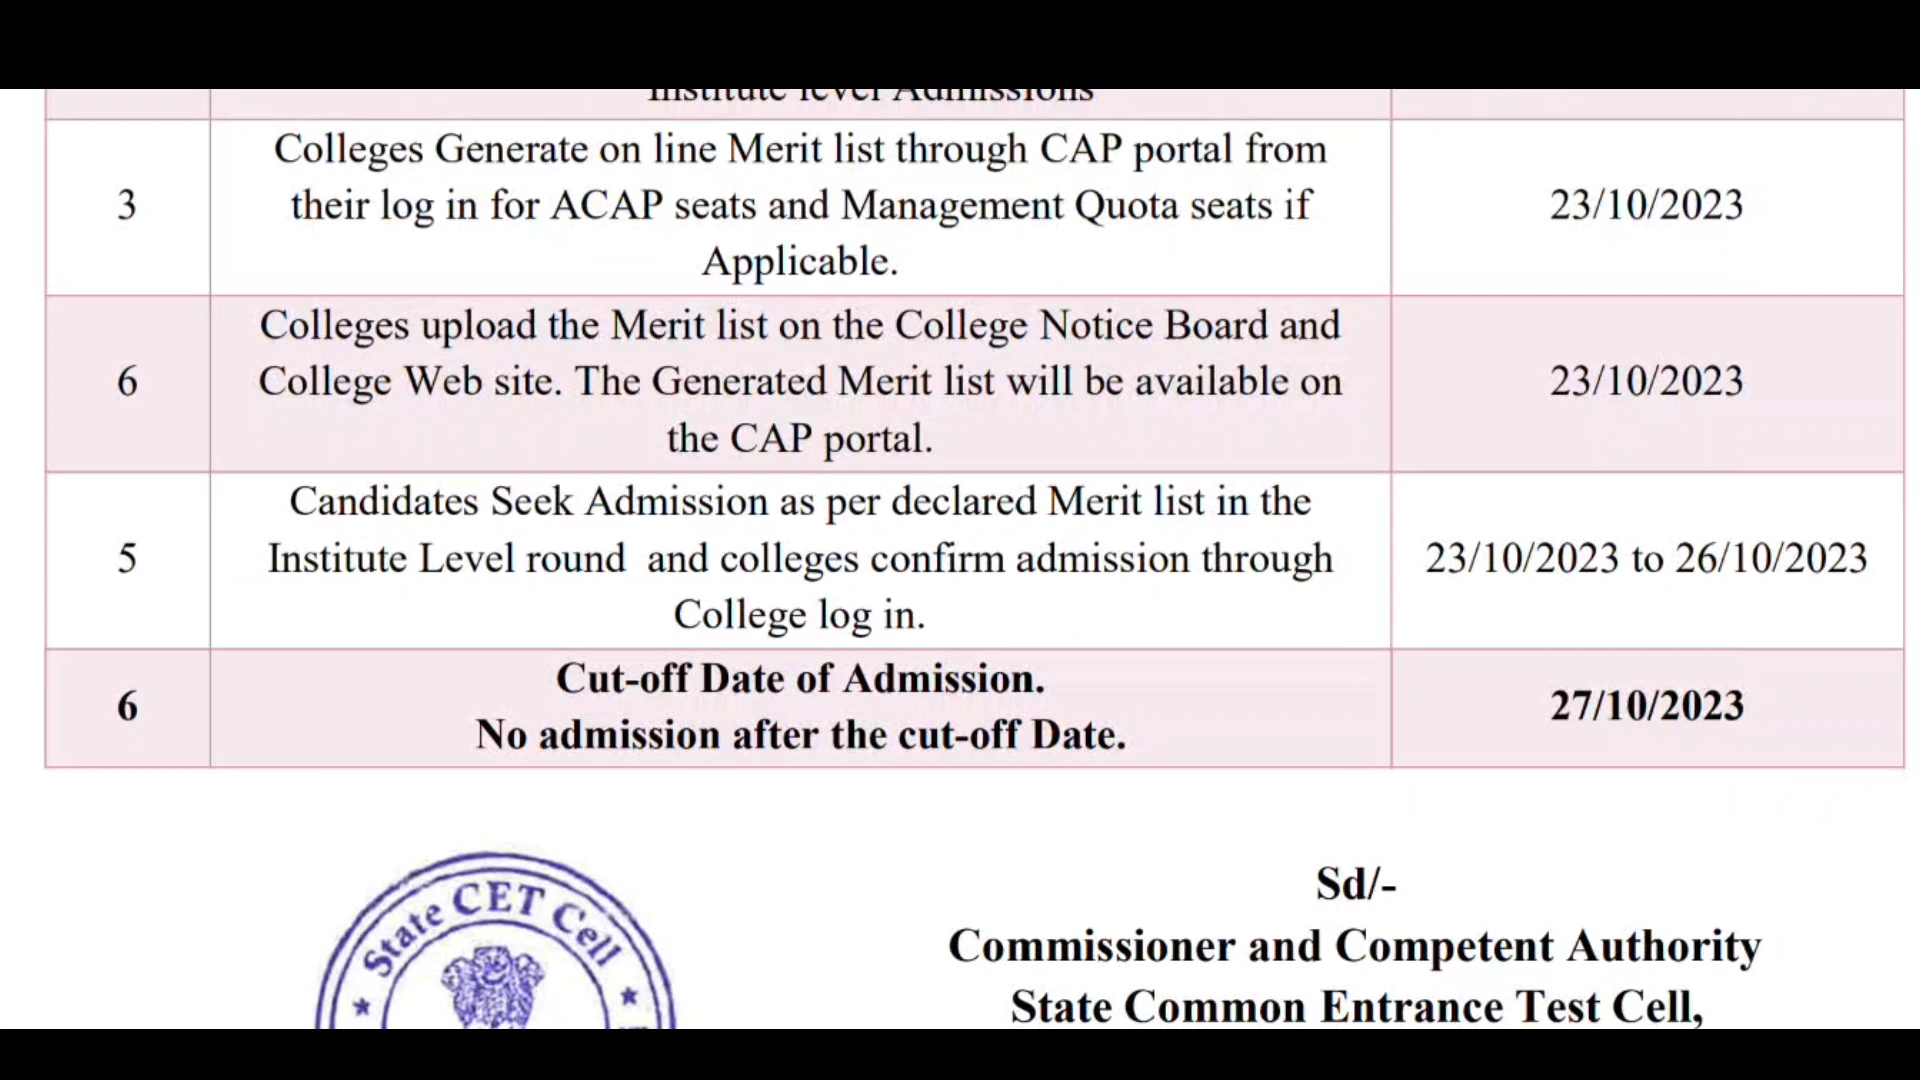 Institute level Admissions
3
Colleges Generate on line Merit list through CAP portal from
their log in for ACAP seats and Management Quota seats if
Applicable.
23/10/2023
6
Colleges upload the Merit list on the College Notice Board and
College Web site. The Generated Merit list will be available on
the CAP portal.
23/10/2023
5
Candidates Seek Admission as per declared Merit list in the
Institute Level round and colleges confirm admission through
College log in.
23/10/2023 to 26/10/2023
6
Cut-off Date of Admission.
No admission after the cut-off Date.
27/10/2023
State CET Cell
Sd/-
Commissioner and Competent Authority
State Common Entrance Test Cell,